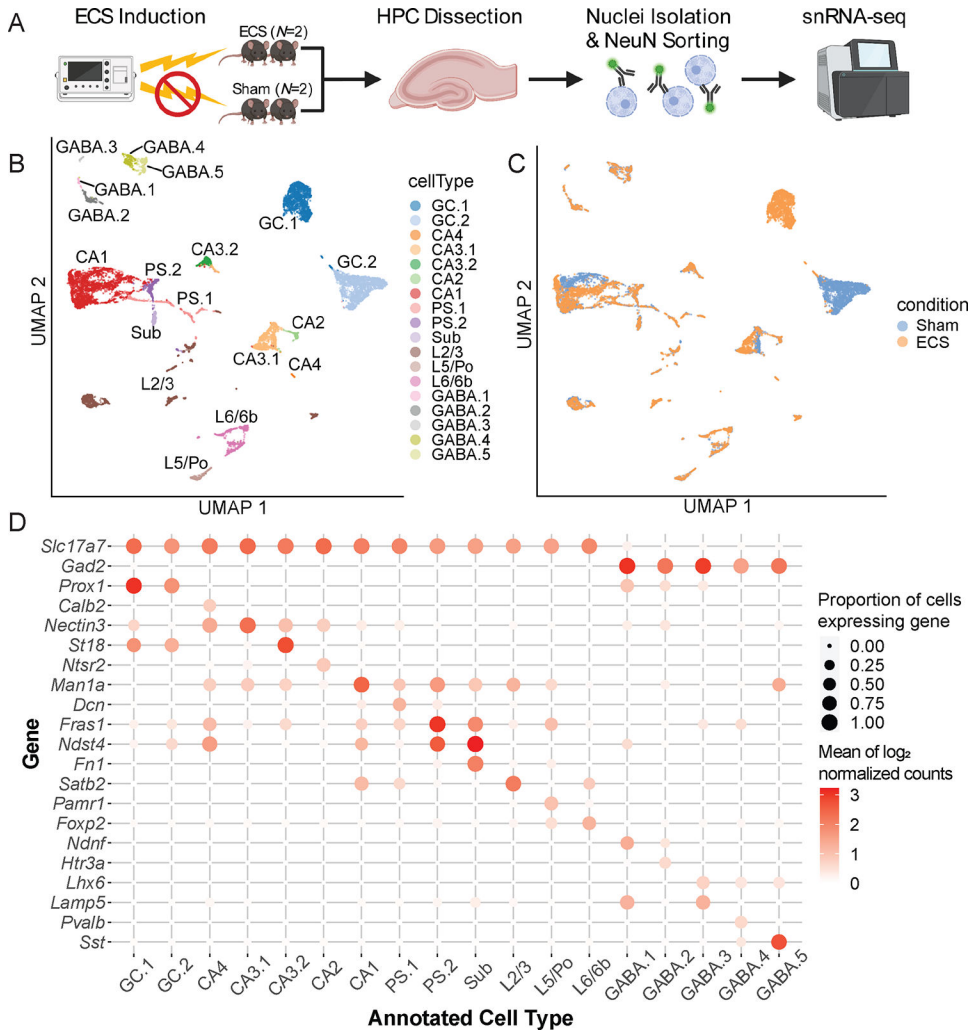 A
ECS Induction
HPC Dissection
Nuclei Isolation
& NeuN Sorting
snRNA-seq
ECS (N=2)
Sham (N=2)
B
GABA.3
GABA.4
GABA.5
GABA.1
GABA.2
GC.1
CA1
PS.2
CA3.2
GC.2
PS.1
Sub
CA2
CA3.1
CA4
L2/3
L6/6b
L5/Po
UMAP 2
UMAP 1
cellType
GC.1
GC.2
CA4
CA3.1
CA3.2
CA2
CA1
PS.1
PS.2
Sub
L2/3
L5/Po
L6/6b
GABA.1
GABA.2
GABA.3
GABA.4
GABA.5
C
UMAP 2
UMAP 1
condition
Sham
ECS
D
Gene
Slc17a7
Gad2
Prox1
Calb2
Nectin3
St18
Ntsr2
Man1a
Dcn
Fras1
Ndst4
Fn1
Satb2
Pamr1
Foxp2
Ndnf
Htr3a
Lhx6
Lamp5
Pvalb
Sst
GC.1
GC.2
CA4
CA3.1
CA3.2
CA2
CA1
PS.1
PS.2
Sub
L2/3
L5/Po
L6/6b
GABA.1
GABA.2
GABA.3
GABA.4
GABA.5
Annotated Cell Type
Proportion of cells
expressing gene
0.00
0.25
0.50
0.75
1.00
Mean of log₂
normalized counts
3
2
1
0